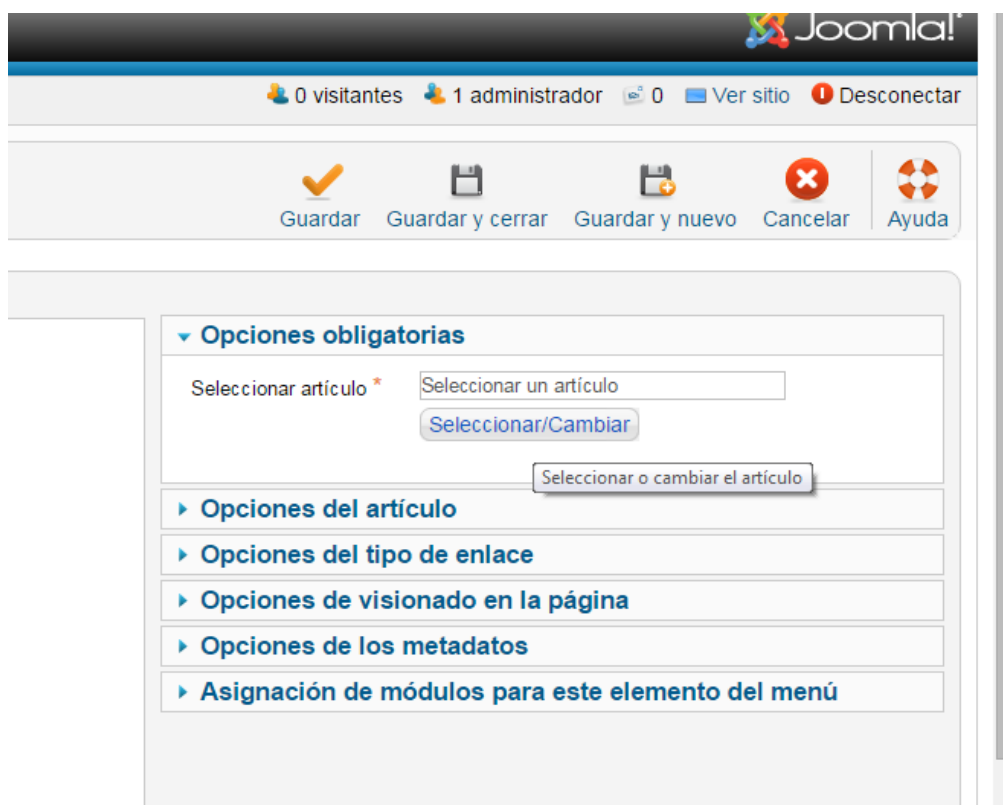 Joomla!
0 visitantes 1 administrador 0 Ver sitio Desconectar
Guardar Guardar y cerrar Guardar y nuevo Cancelar Ayuda
Opciones obligatorias
Seleccionar artículo * Seleccionar un artículo
Seleccionar/Cambiar
Seleccionar o cambiar el artículo
Opciones del artículo
Opciones del tipo de enlace
Opciones de visionado en la página
Opciones de los metadatos
Asignación de módulos para este elemento del menú